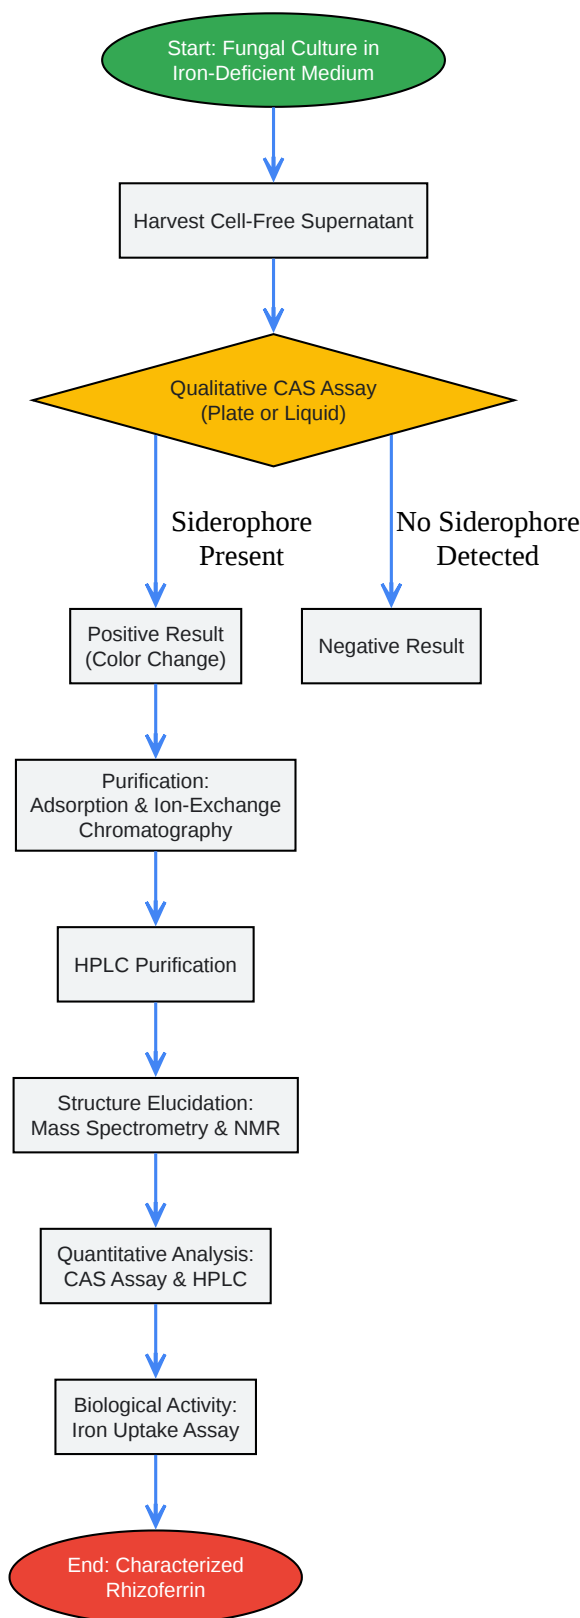 Start: Fungal Culture in
Iron-Deficient Medium
Harvest Cell-Free Supernatant
Qualitative CAS Assay
(Plate or Liquid)
Siderophore
Present
No Siderophore
Detected
Positive Result
(Color Change)
Negative Result
Purification:
Adsorption & Ion-Exchange
Chromatography
HPLC Purification
Structure Elucidation:
Mass Spectrometry & NMR
Quantitative Analysis:
CAS Assay & HPLC
Biological Activity:
Iron Uptake Assay
End: Characterized
Rhizoferrin